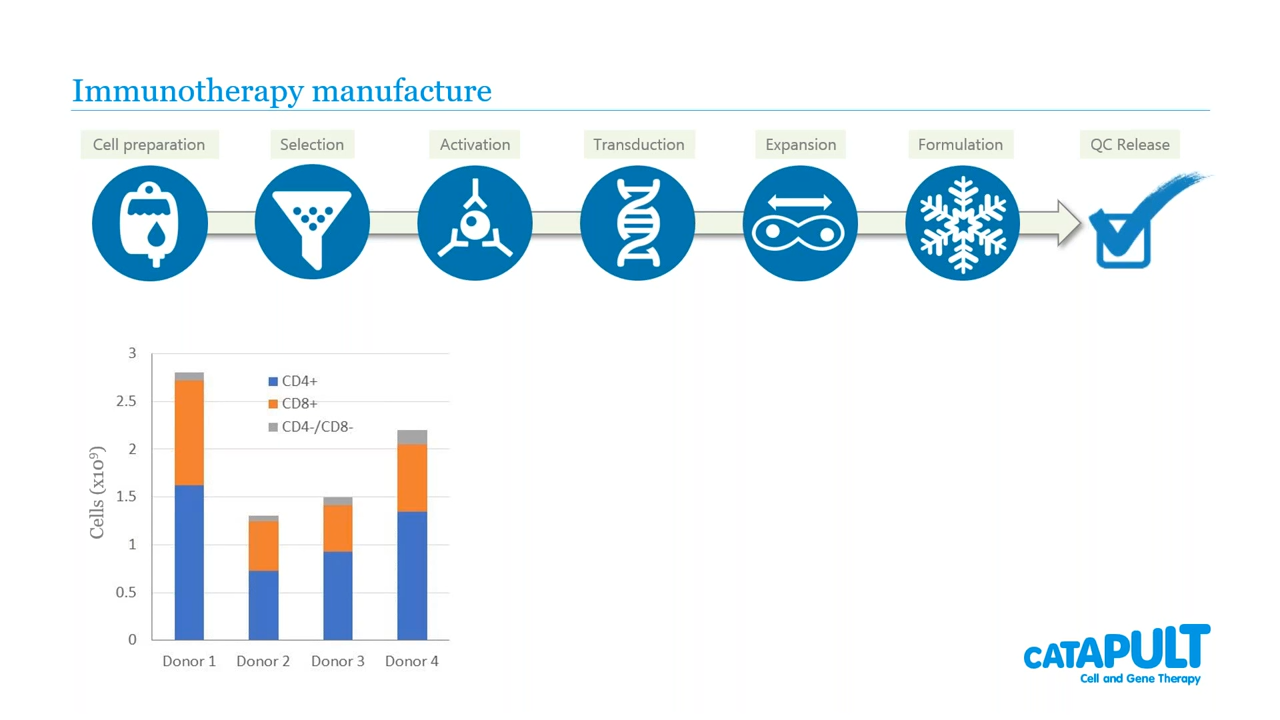 Immunotherapy manufacture
Cell preparation
Selection
Activation
Transduction
Expansion
Formulation
QC Release
3
2.5
2
1.5
1
0.5
0
Cells (x10⁹)
CD4+
CD8+
CD4-/CD8-
Donor 1
Donor 2
Donor 3
Donor 4
CATAPULT
Cell and Gene Therapy